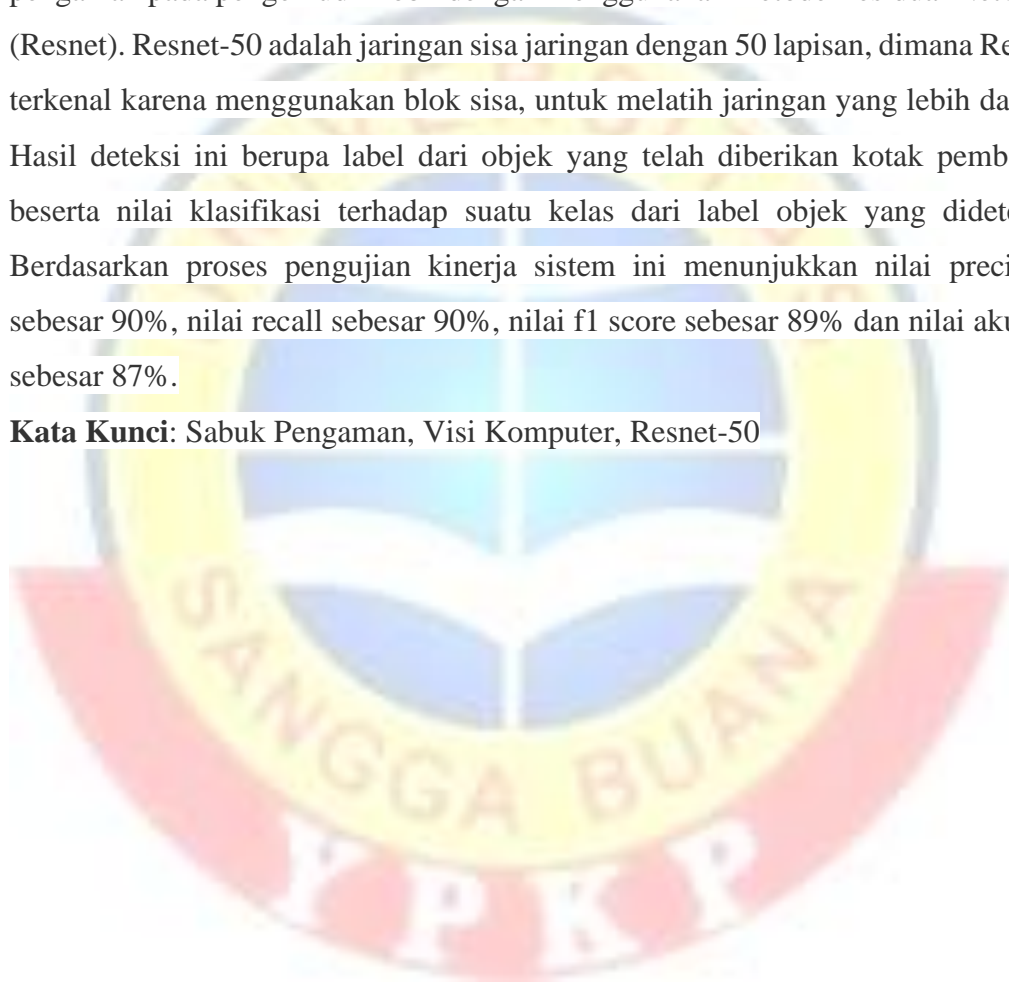 (Resnet). Resnet-50 adalah jaringan sisa jaringan dengan 50 lapisan, dimana Re
terkenal karena menggunakan blok sisa, untuk melatih jaringan yang lebih da
Hasil deteksi ini berupa label dari objek yang telah diberikan kotak pemb
beserta nilai klasifikasi terhadap suatu kelas dari label objek yang didete
Berdasarkan proses pengujian kinerja sistem ini menunjukkan nilai preci
sebesar 90%, nilai recall sebesar 90%, nilai f1 score sebesar 89% dan nilai aku
sebesar 87%.
Kata Kunci: Sabuk Pengaman, Visi Komputer, Resnet-50
SANGGA BUANA
YPKP